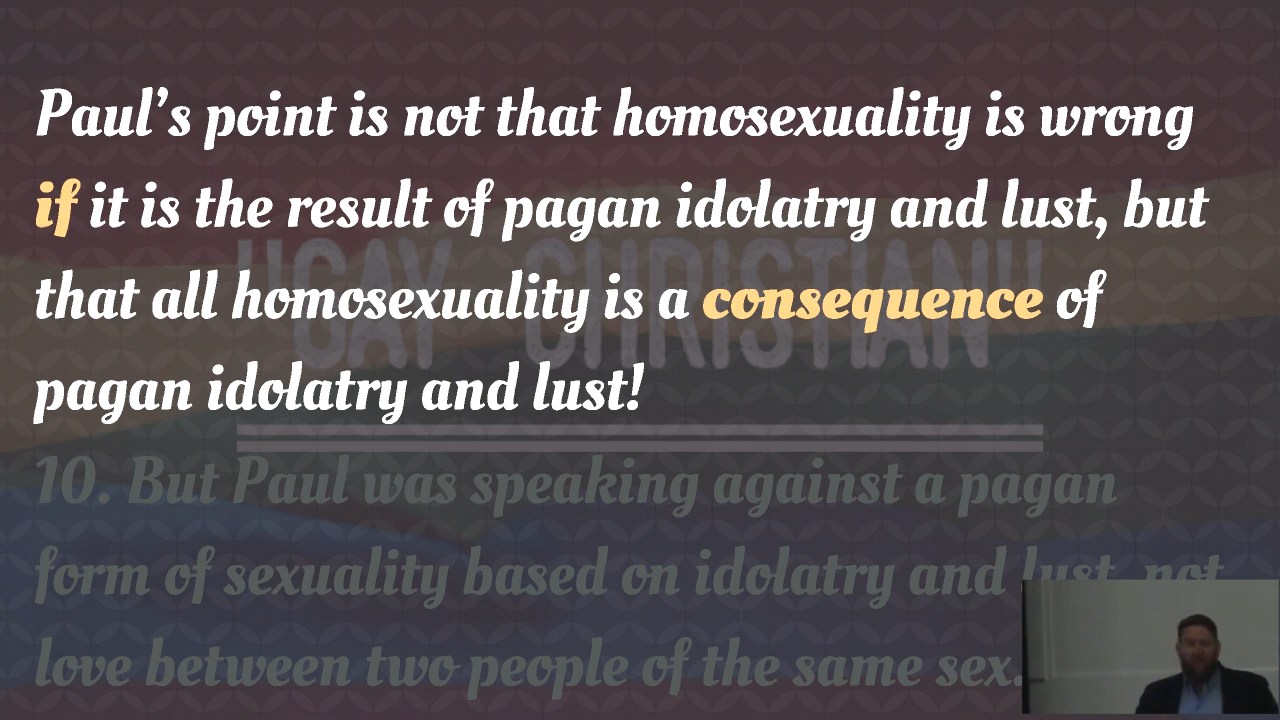 Paul's point is not that homosexuality is wrong
if it is the result of pagan idolatry and lust, but
that all homosexuality is a consequence of
pagan idolatry and lust!
"GAY CHRISTIAN"
10. But Paul was speaking against a pagan
form of sexuality based on idolatry and lust, not
love between two people of the same sex.